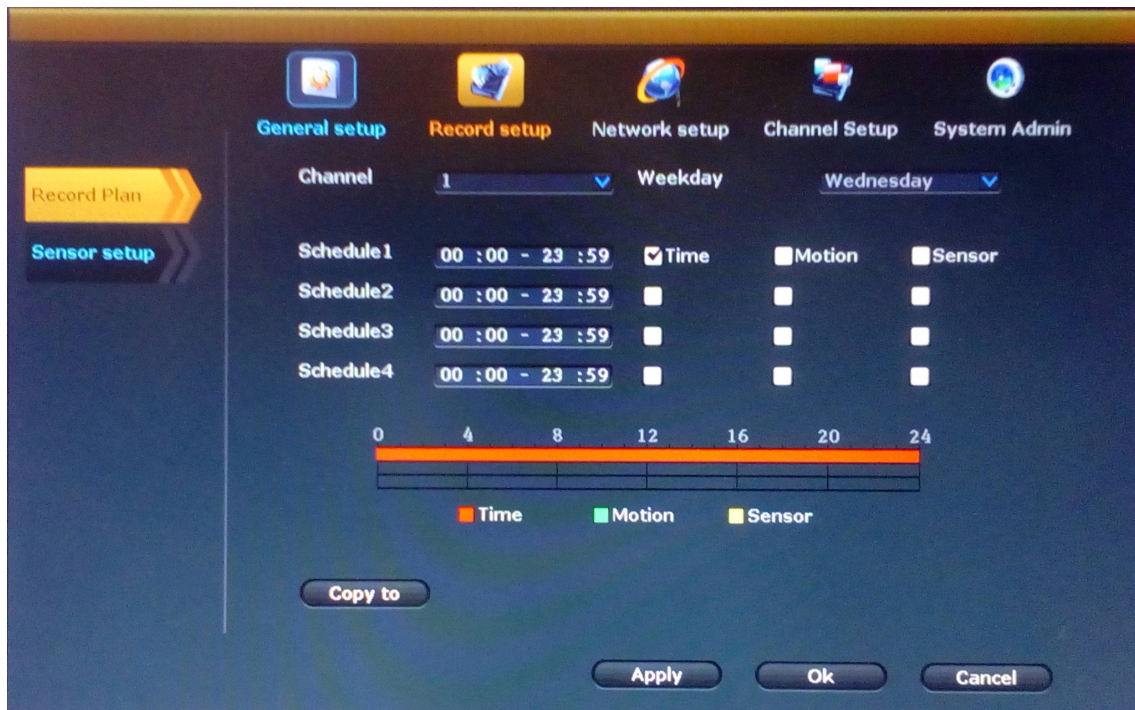 General setup Record setup Network setup Channel Setup System Admin
Record Plan
Sensor setup
Channel 1 Weekday Wednesday
Schedule1 00 :00 - 23 :59 Time Motion Sensor
Schedule2 00 :00 - 23 :59
Schedule3 00 :00 - 23 :59
Schedule4 00 :00 - 23 :59
0 4 8 12 16 20 24
Time Motion Sensor
Copy to
Apply Ok Cancel